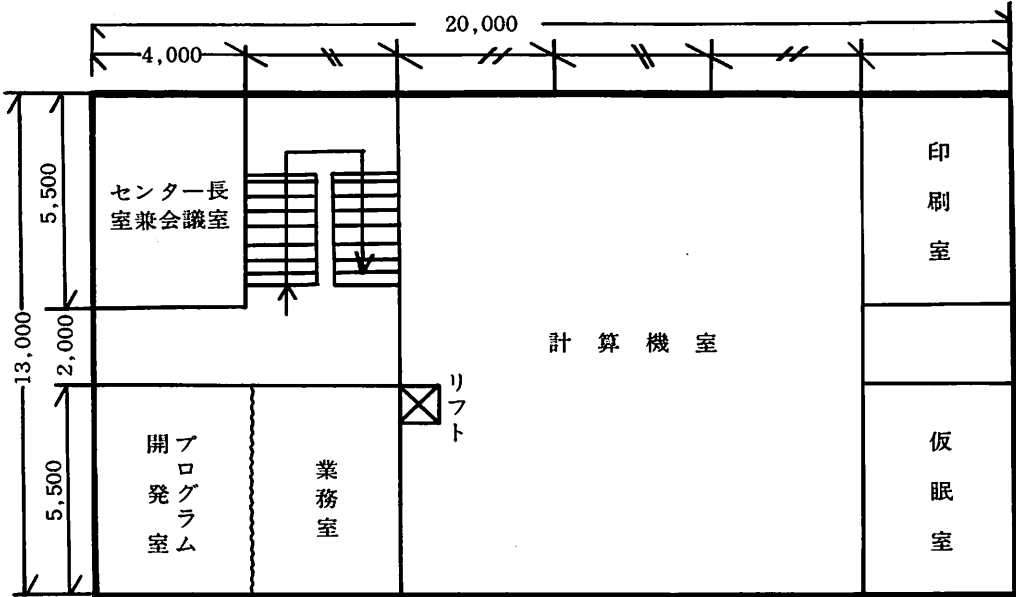 20,000
4,000
5,500
13,000
2,000
5,500
センター長
室兼会議室
印刷室
計算機室
リフト
プログラム
開発室
業務室
仮眠室